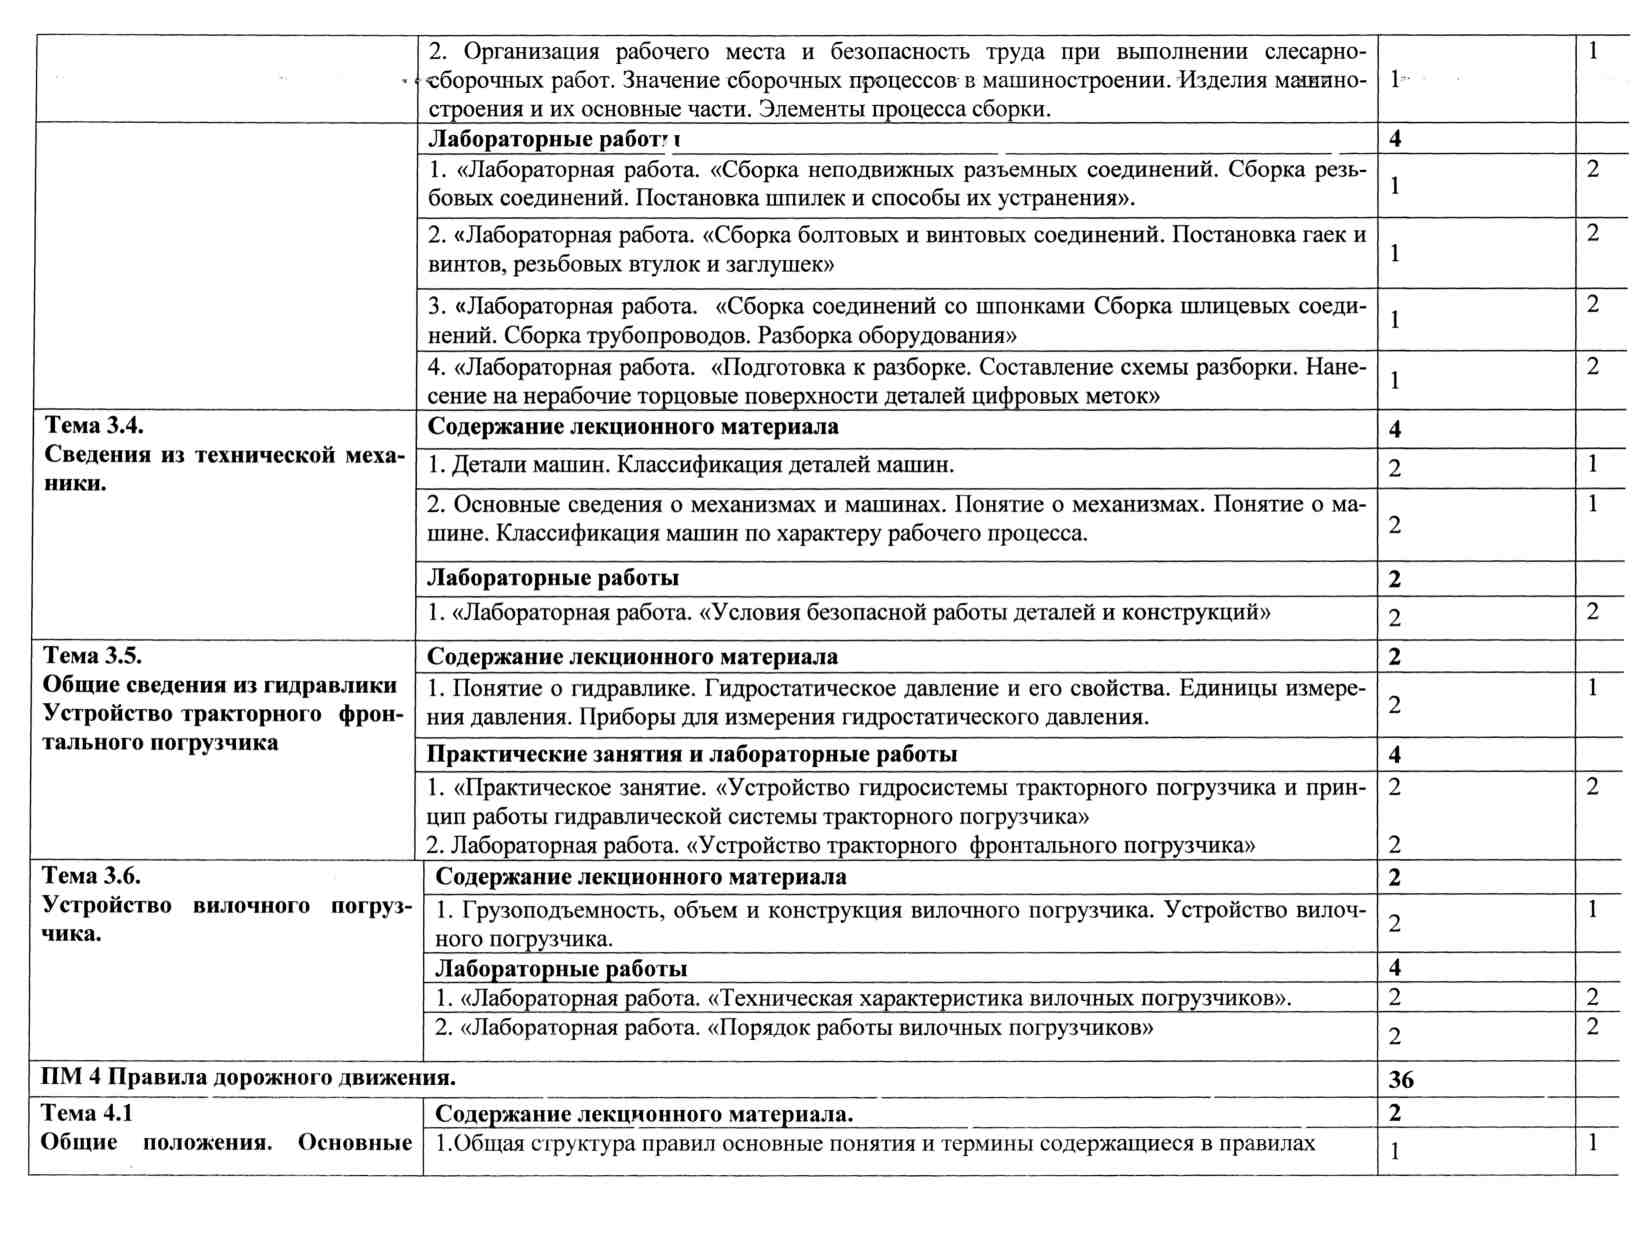 2. Организация рабочего места и безопасность труда при выполнении слесарно-
сборочных работ. Значение сборочных процессов в машиностроении. Изделия машино-
строения и их основные части. Элементы процесса сборки.
1
1
Лабораторные работы
4
1. «Лабораторная работа. «Сборка неподвижных разъемных соединений. Сборка резь-
бовых соединений. Постановка шпилек и способы их устранения».
1
2
2. «Лабораторная работа. «Сборка болтовых и винтовых соединений. Постановка гаек и
винтов, резьбовых втулок и заглушек»
1
2
3. «Лабораторная работа. «Сборка соединений со шпонками Сборка шлицевых соеди-
нений. Сборка трубопроводов. Разборка оборудования»
1
2
4. «Лабораторная работа. «Подготовка к разборке. Составление схемы разборки. Нане-
сение на нерабочие торцовые поверхности деталей цифровых меток»
1
2
Тема 3.4.
Сведения из технической меха-
ники.
Содержание лекционного материала
4
1. Детали машин. Классификация деталей машин.
2
1
2. Основные сведения о механизмах и машинах. Понятие о механизмах. Понятие о ма-
шине. Классификация машин по характеру рабочего процесса.
2
1
Лабораторные работы
2
1. «Лабораторная работа. «Условия безопасной работы деталей и конструкций»
2
2
Тема 3.5.
Общие сведения из гидравлики
Устройство тракторного фрон-
тального погрузчика
Содержание лекционного материала
2
1. Понятие о гидравлике. Гидростатическое давление и его свойства. Единицы измере-
ния давления. Приборы для измерения гидростатического давления.
2
1
Практические занятия и лабораторные работы
4
1. «Практическое занятие. «Устройство гидросистемы тракторного погрузчика и прин-
цип работы гидравлической системы тракторного погрузчика»
2
2
2. Лабораторная работа. «Устройство тракторного фронтального погрузчика»
2
Тема 3.6.
Устройство вилочного погруз-
чика.
Содержание лекционного материала
2
1. Грузоподъемность, объем и конструкция вилочного погрузчика. Устройство вилоч-
ного погрузчика.
2
1
Лабораторные работы
4
1. «Лабораторная работа. «Техническая характеристика вилочных погрузчиков».
2
2
2. «Лабораторная работа. «Порядок работы вилочных погрузчиков»
2
2
ПМ 4 Правила дорожного движения.
36
Тема 4.1
Общие положения. Основные
Содержание лекционного материала.
2
1.Общая структура правил основные понятия и термины содержащиеся в правилах
1
1